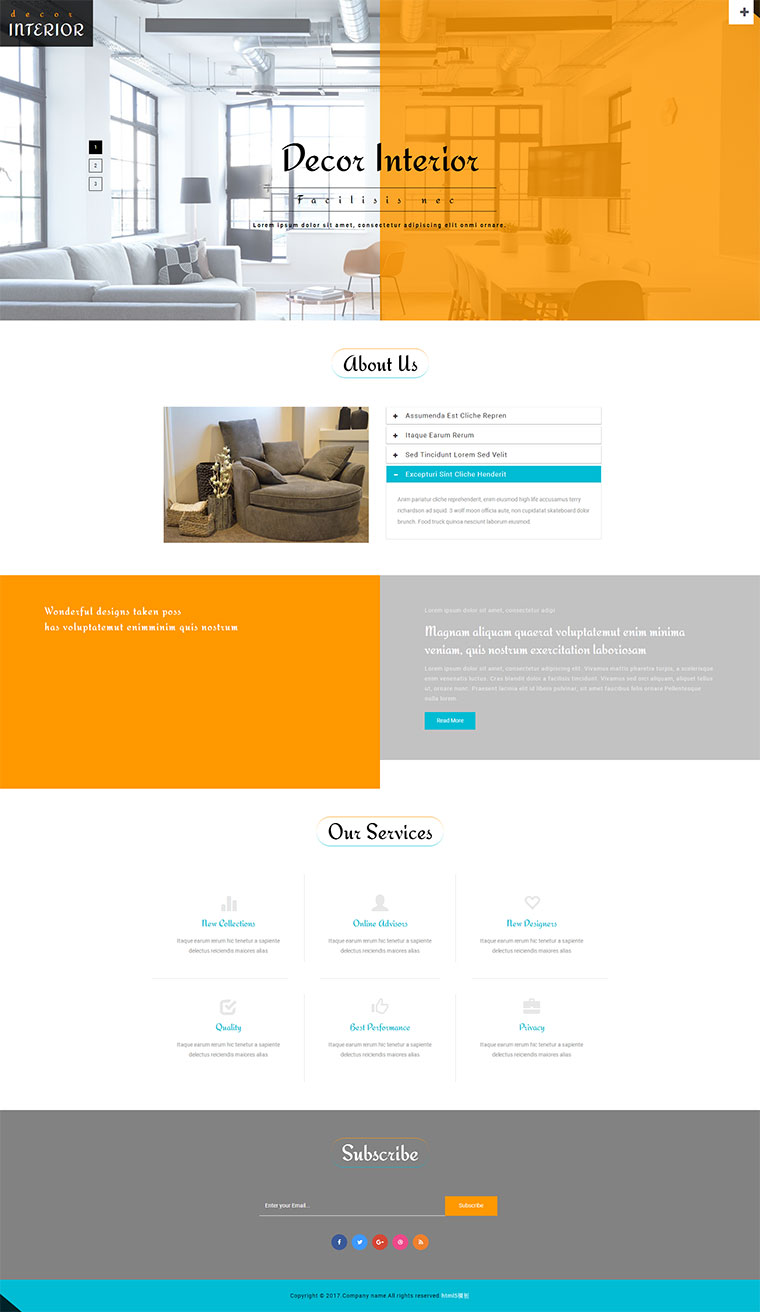 decor
INTERIOR
1
2
3
Decor Interior
Facilisis nec
Lorem ipsum dolor sit amet, consectetur adipiscing elit onmi ornare.
About Us
Assumenda Est Cliche Repren
Itaque Earum Rerum
Sed Tincidunt Lorem Sed Velit
Excepturi Sint Cliche Henderit
Anim pariatur cliche reprehenderit, enim eiusmod high life accusamus terry
richardson ad squid. 3 wolf moon officia aute, non cupidatat skateboard dolor
brunch. Food truck quinoa nesciunt laborum eiusmod.
Wonderful designs taken poss
has voluptatemut enimminim quis nostrum
Lorem ipsum dolor sit amet, consectetur adipi
Magnam aliquam quaerat voluptatemut enim minima
veniam, quis nostrum exercitation laboriosam
Lorem ipsum dolor sit amet, consectetur adipiscing elit. Vivamus mattis pharetra turpis, a scelerisque
enim venenatis luctus. Cras blandit dolor a facilisis tincidunt. Vivamus sed orci aliquam, aliquet tellus
at, ornare nunc. Praesent lacinia elit ut libero pulvinar, sit amet faucibus felis ornare Pellentesque
nulla lorem.
Read More
Our Services
New Collections
Online Advisors
New Designers
Itaque earum rerum hic tenetur a sapiente
delectus reiciendis maiores alias
Itaque earum rerum hic tenetur a sapiente
delectus reiciendis maiores alias
Itaque earum rerum hic tenetur a sapiente
delectus reiciendis maiores alias
Quality
Best Performance
Privacy
Itaque earum rerum hic tenetur a sapiente
delectus reiciendis maiores alias
Itaque earum rerum hic tenetur a sapiente
delectus reiciendis maiores alias
Itaque earum rerum hic tenetur a sapiente
delectus reiciendis maiores alias
Subscribe
Enter your Email...
Subscribe
Copyright © 2017.Company name All rights reserved.html5模板